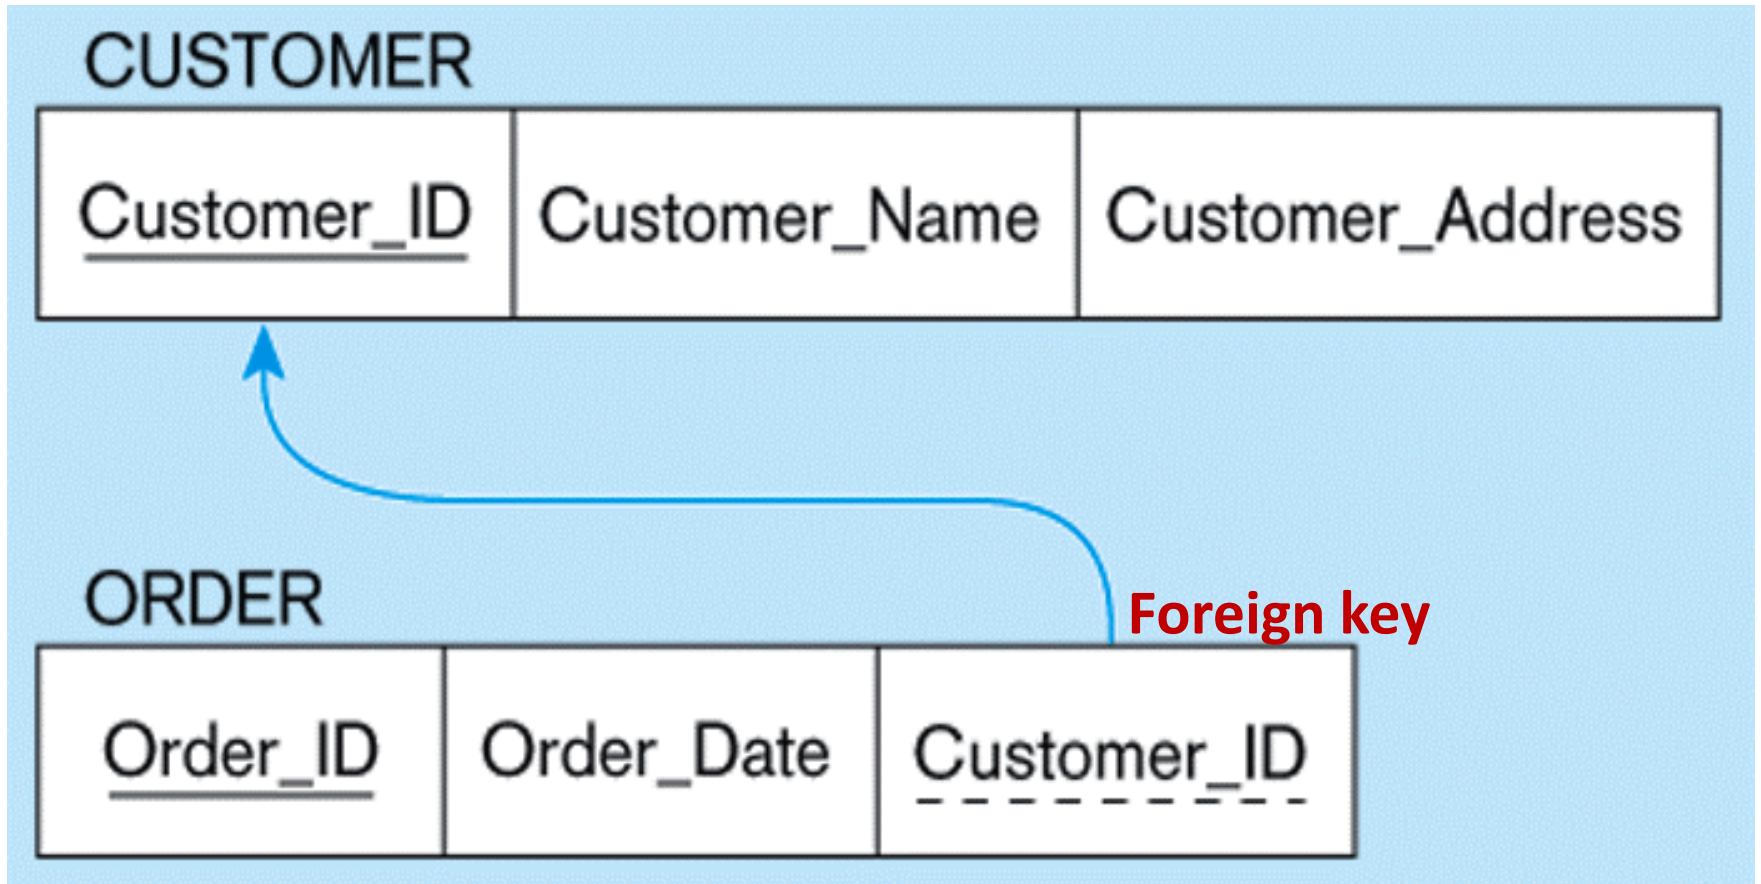 CUSTOMER
Customer_ID Customer_Name Customer_Address
ORDER
Foreign key
Order_ID Order_Date Customer_ID